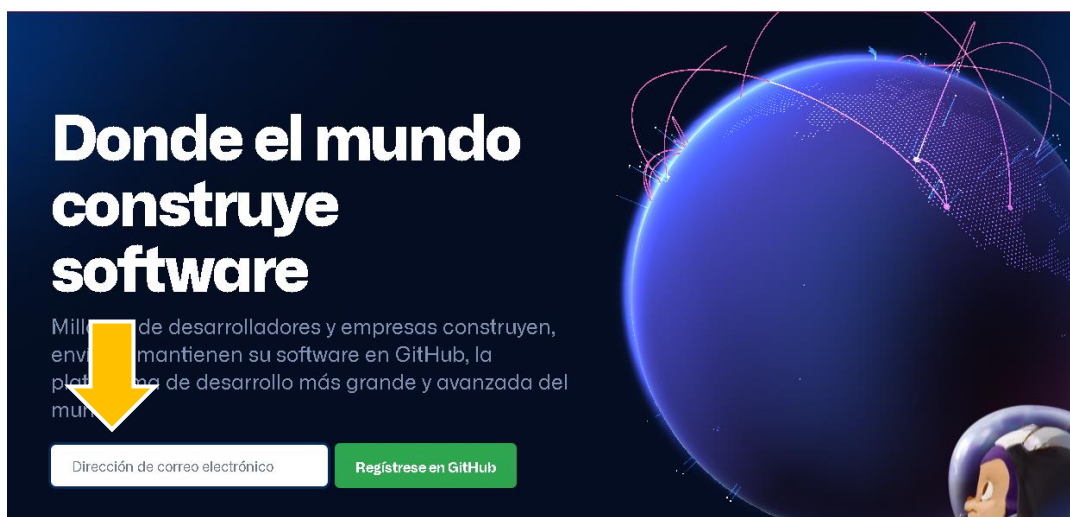 Donde el mundo
construye
software
de desarrolladores y empresas construyen,
mantienen su software en GitHub, la
de desarrollo más grande y avanzada del
Dirección de correo electrónico
Regístrese en GitHub